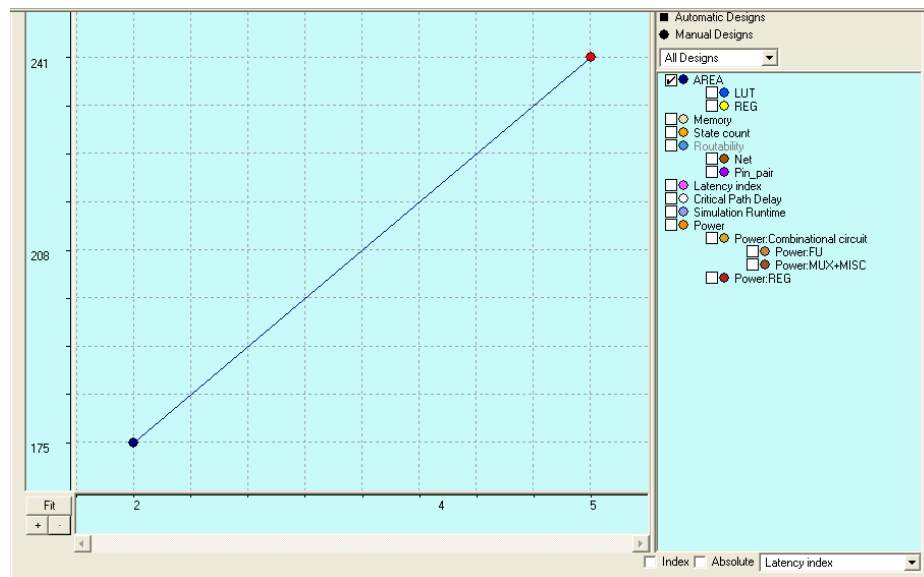 241
208
175
2 4 5
Fit
+ -
Automatic Designs
Manual Designs
All Designs
AREA
LUT
REG
Memory
State count
Routability
Net
Pin_pair
Latency index
Critical Path Delay
Simulation Runtime
Power
Power:Combinational circuit
Power:FU
Power:MUX+MISC
Power:REG
Index Absolute Latency index